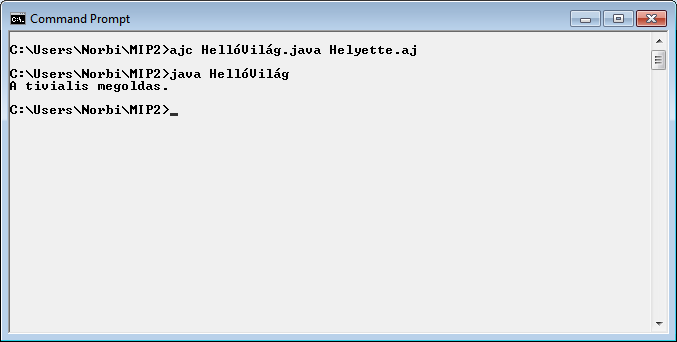 Command Prompt
C:\Users\Norbi\MIP2>ajc HellóVilág.java Helyette.aj
C:\Users\Norbi\MIP2>java HellóVilág
A tivialis megoldas.
C:\Users\Norbi\MIP2>_